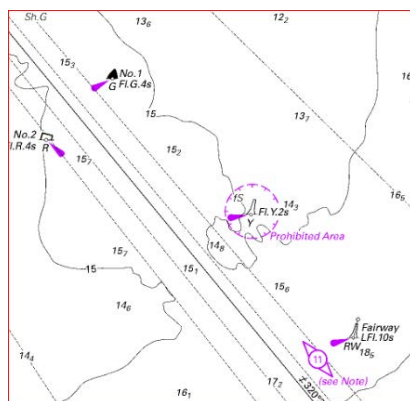 Sh.G
13₆
12₂
No.1
Fl.G.4s
G
15₃
No.2
Fl.R.4s
R
15
13₇
15₇
15₂
16₅
fS
Fl.Y.2s
14₃
Y
Prohibited Area
14₈
15₇
15
15₁
15₆
14₆
Fairway
LFl.10s
RW
18₅
14₄
11
(see Note)
16₁
17₂
320°